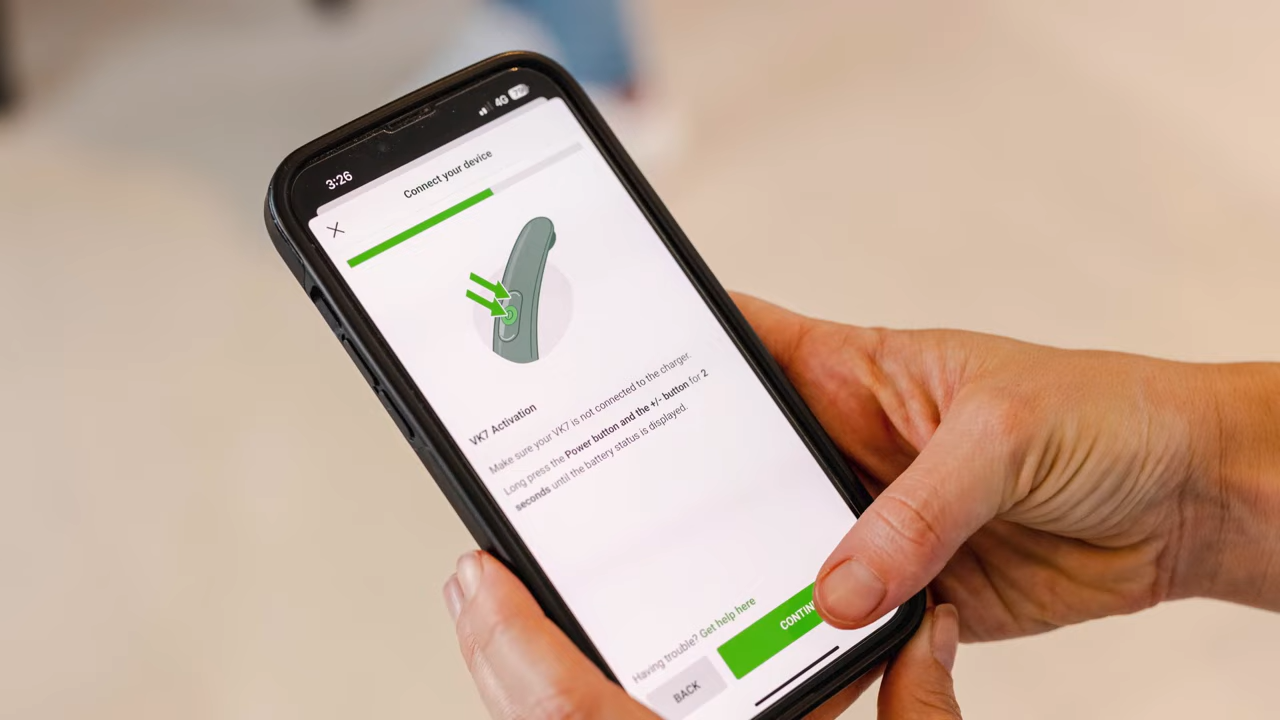 3:26
4G
Connect your device
VK7 Activation
Make sure your VK7 is not connected to the charger.
Long press the Power button and the +/- button for 2
seconds until the battery status is displayed.
Having trouble? Get help here
BACK
CONTIN